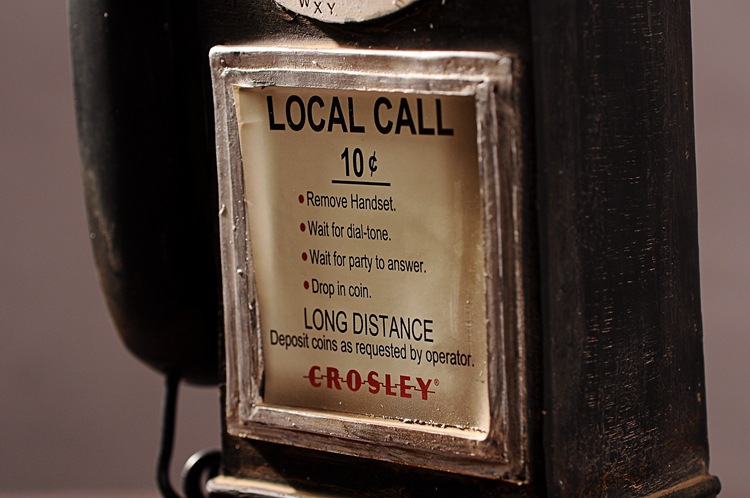 WXY
LOCAL CALL
10¢
• Remove Handset.
• Wait for dial-tone.
• Wait for party to answer.
• Drop in coin.
LONG DISTANCE
Deposit coins as requested by operator.
CROSLEY®